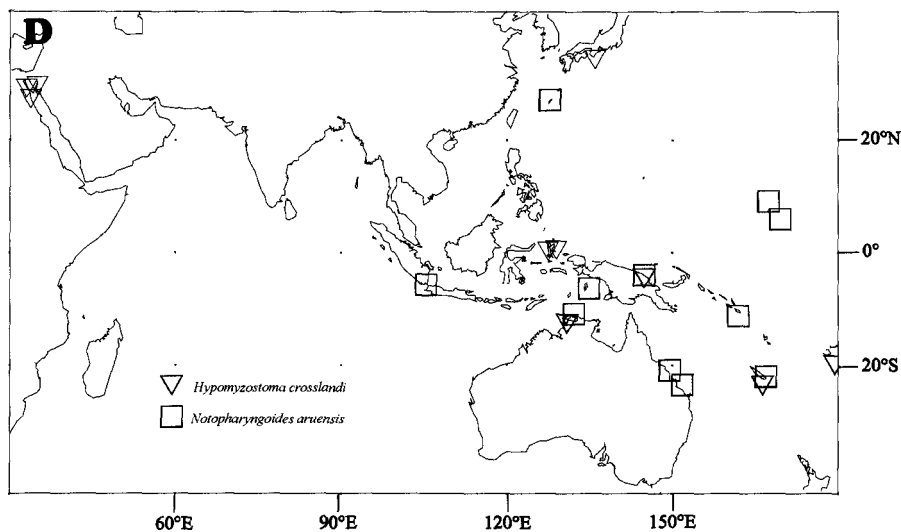 D
20°N
0°
20°S
Hypomyzostoma crosslandi
Notopharyngoides aruensis
60°E 90°E 120°E 150°E